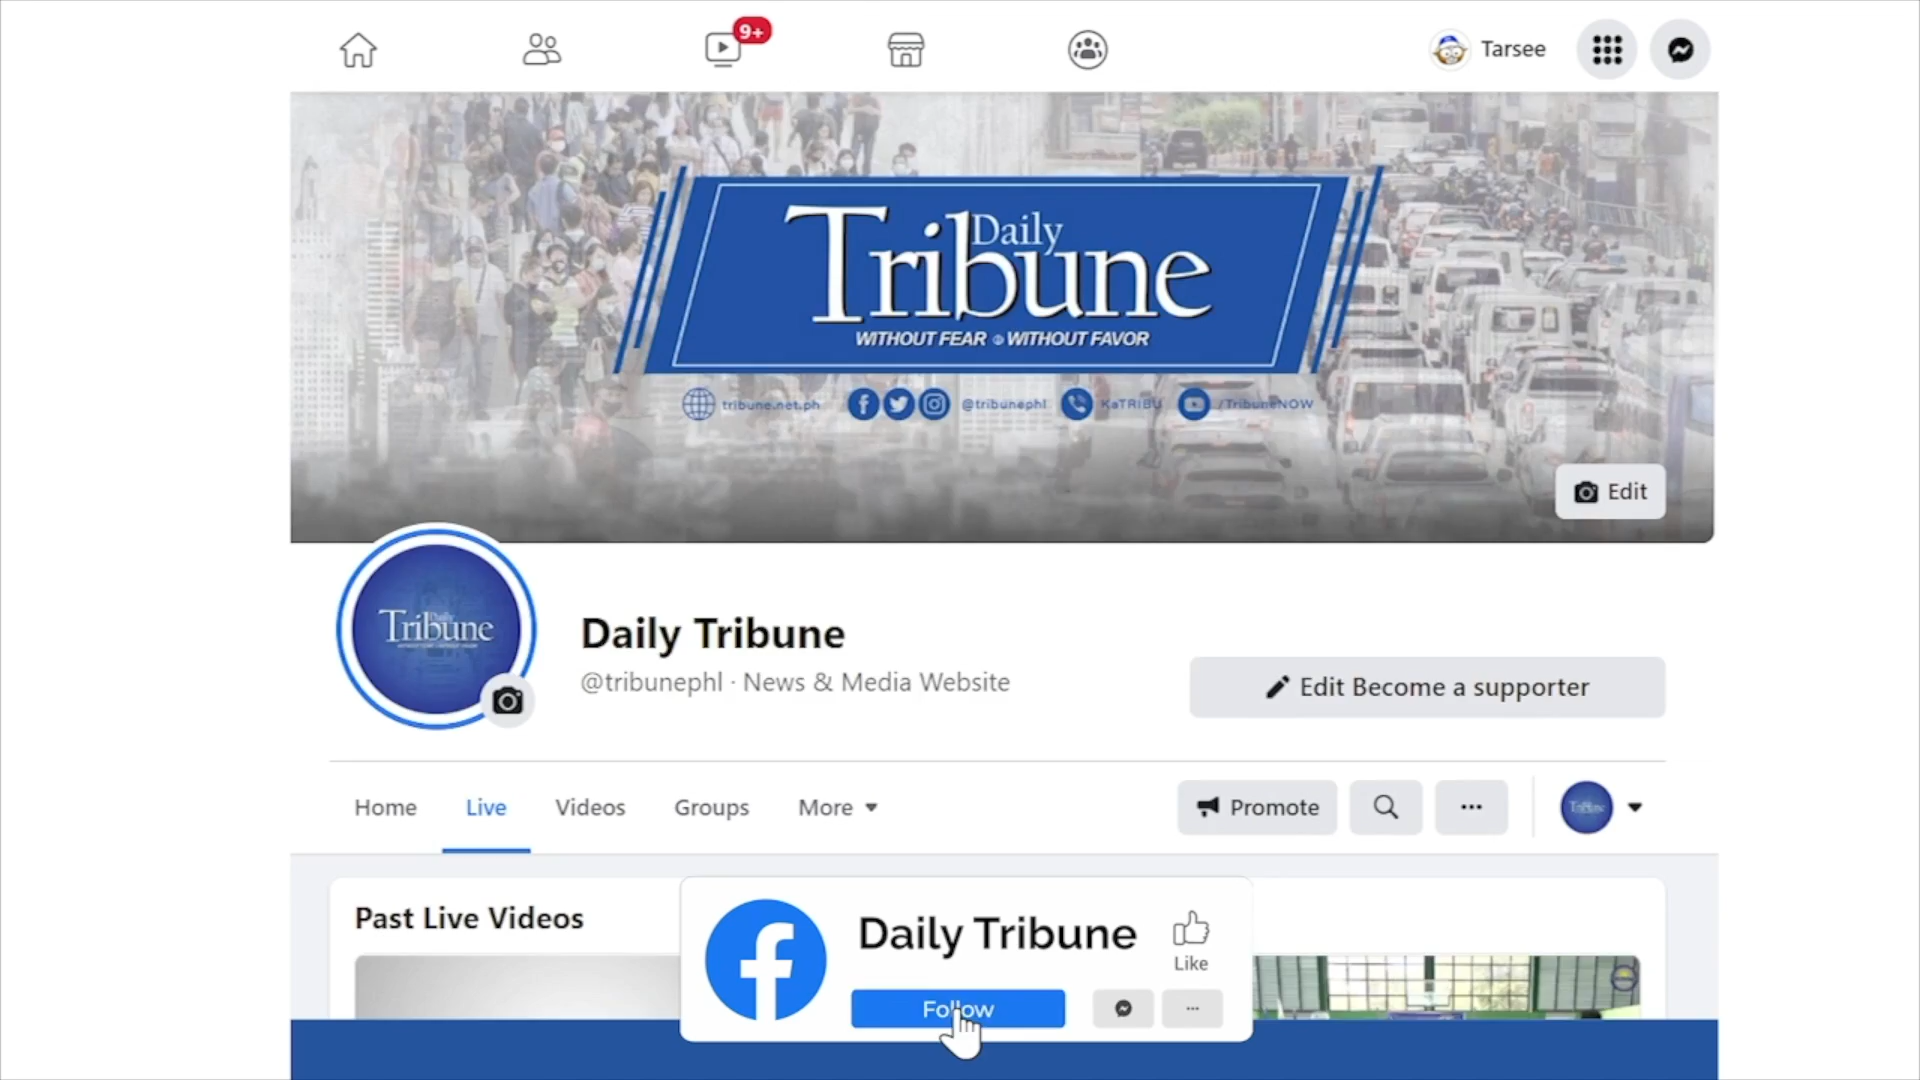 9+
Tarsee
Daily
Tribune
WITHOUT FEAR WITHOUT FAVOR
tribune.net.ph
@tribunephl
KaTRIBU
/TribuneNOW
Edit
Daily
Tribune
Daily Tribune
@tribunephl · News & Media Website
Edit Become a supporter
Home
Live
Videos
Groups
More
Promote
Tribune
Past Live Videos
Daily Tribune
Like
Follow